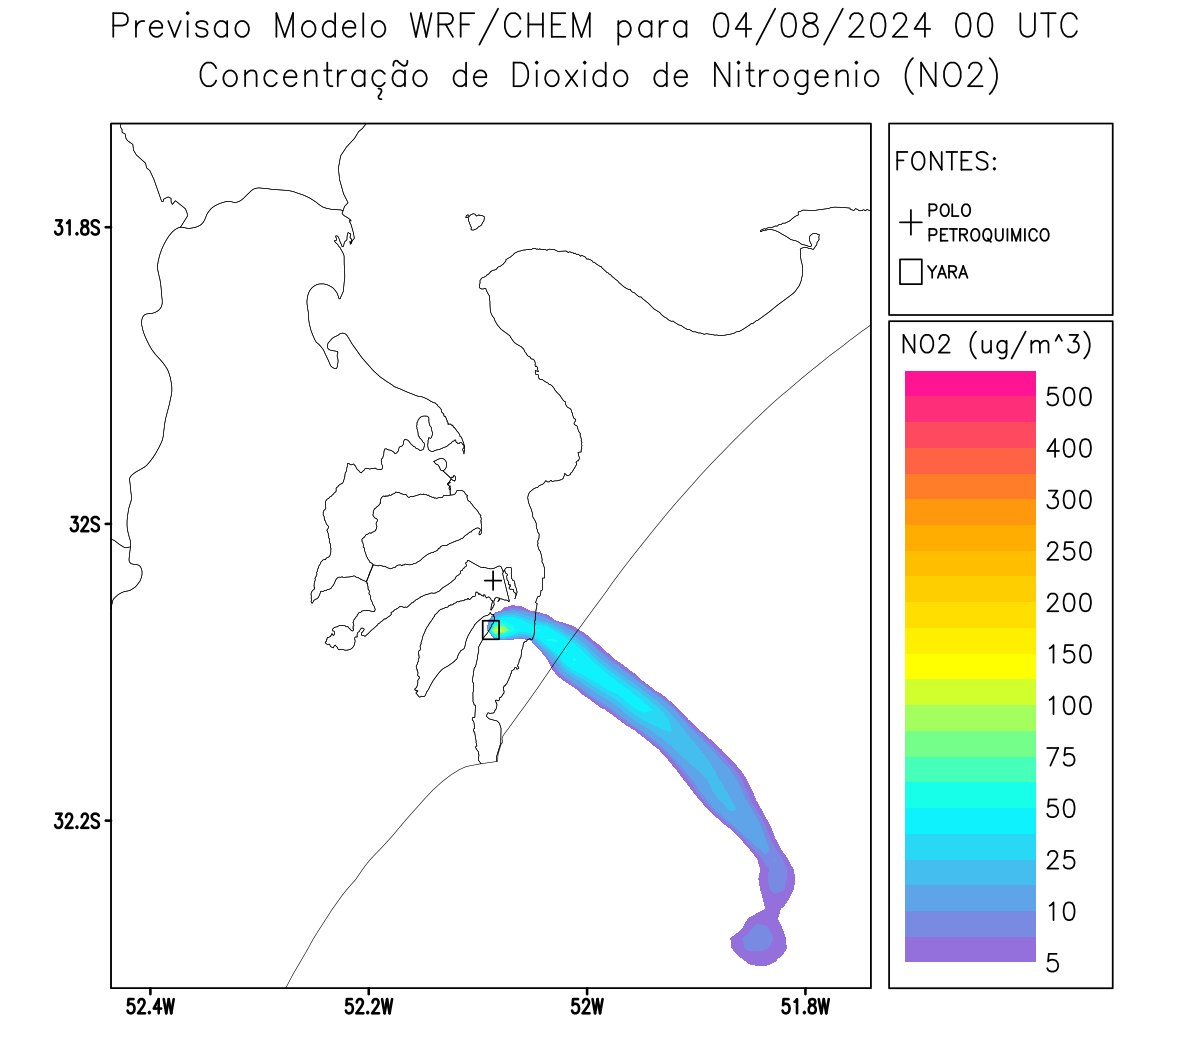 Previsao Modelo WRF/CHEM para 04/08/2024 00 UTC
Concentração de Dioxido de Nitrogenio (NO2)
FONTES:
POLO
PETROQUIMICO
YARA
NO2 (ug/m^3)
500
400
300
250
200
150
100
75
50
25
10
5
31.8S
32S
32.2S
52.4W
52.2W
52W
51.8W